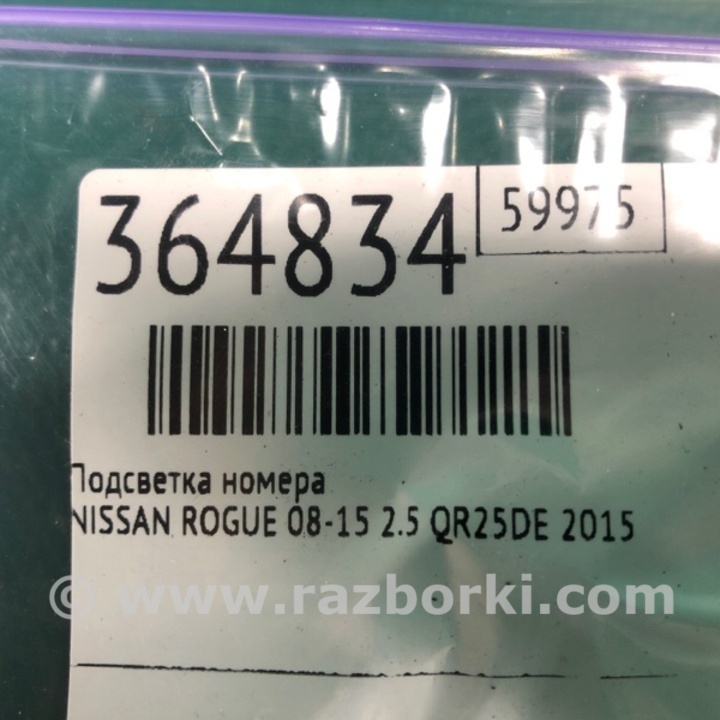 364834
59975
Подсветка номера
NISSAN ROGUE 08-15 2.5 QR25DE 2015
© www.razborki.com